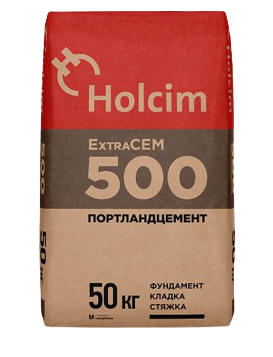 Holcim
EXTRACEM
500
ПОРТЛАНДЦЕМЕНТ
50 КГ
ФУНДАМЕНТ
КЛАДКА
СТЯЖКА